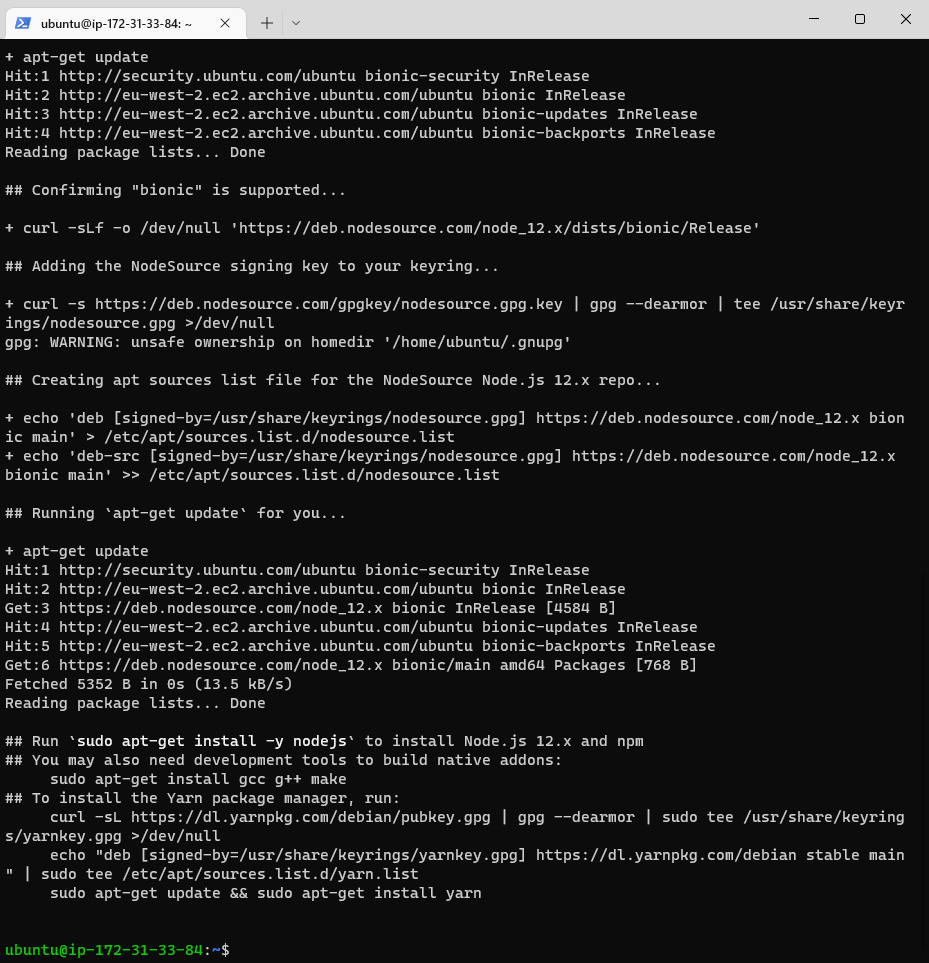 ubuntu@ip-172-31-33-84: ~
+ apt-get update
Hit:1 http://security.ubuntu.com/ubuntu bionic-security InRelease
Hit:2 http://eu-west-2.ec2.archive.ubuntu.com/ubuntu bionic InRelease
Hit:3 http://eu-west-2.ec2.archive.ubuntu.com/ubuntu bionic-updates InRelease
Hit:4 http://eu-west-2.ec2.archive.ubuntu.com/ubuntu bionic-backports InRelease
Reading package lists... Done

## Confirming "bionic" is supported...

+ curl -sLf -o /dev/null 'https://deb.nodesource.com/node_12.x/dists/bionic/Release'

## Adding the NodeSource signing key to your keyring...

+ curl -s https://deb.nodesource.com/gpgkey/nodesource.gpg.key | gpg --dearmor | tee /usr/share/keyr
ings/nodesource.gpg >/dev/null
gpg: WARNING: unsafe ownership on homedir '/home/ubuntu/.gnupg'

## Creating apt sources list file for the NodeSource Node.js 12.x repo...

+ echo 'deb [signed-by=/usr/share/keyrings/nodesource.gpg] https://deb.nodesource.com/node_12.x bion
ic main' > /etc/apt/sources.list.d/nodesource.list
+ echo 'deb-src [signed-by=/usr/share/keyrings/nodesource.gpg] https://deb.nodesource.com/node_12.x
bionic main' >> /etc/apt/sources.list.d/nodesource.list

## Running `apt-get update` for you...

+ apt-get update
Hit:1 http://security.ubuntu.com/ubuntu bionic-security InRelease
Hit:2 http://eu-west-2.ec2.archive.ubuntu.com/ubuntu bionic InRelease
Get:3 https://deb.nodesource.com/node_12.x bionic InRelease [4584 B]
Hit:4 http://eu-west-2.ec2.archive.ubuntu.com/ubuntu bionic-updates InRelease
Hit:5 http://eu-west-2.ec2.archive.ubuntu.com/ubuntu bionic-backports InRelease
Get:6 https://deb.nodesource.com/node_12.x bionic/main amd64 Packages [768 B]
Fetched 5352 B in 0s (13.5 kB/s)
Reading package lists... Done

## Run `sudo apt-get install -y nodejs` to install Node.js 12.x and npm
## You may also need development tools to build native addons:
     sudo apt-get install gcc g++ make
## To install the Yarn package manager, run:
     curl -sL https://dl.yarnpkg.com/debian/pubkey.gpg | gpg --dearmor | sudo tee /usr/share/keyring
s/yarnkey.gpg >/dev/null
     echo "deb [signed-by=/usr/share/keyrings/yarnkey.gpg] https://dl.yarnpkg.com/debian stable main
" | sudo tee /etc/apt/sources.list.d/yarn.list
     sudo apt-get update && sudo apt-get install yarn

ubuntu@ip-172-31-33-84:~$